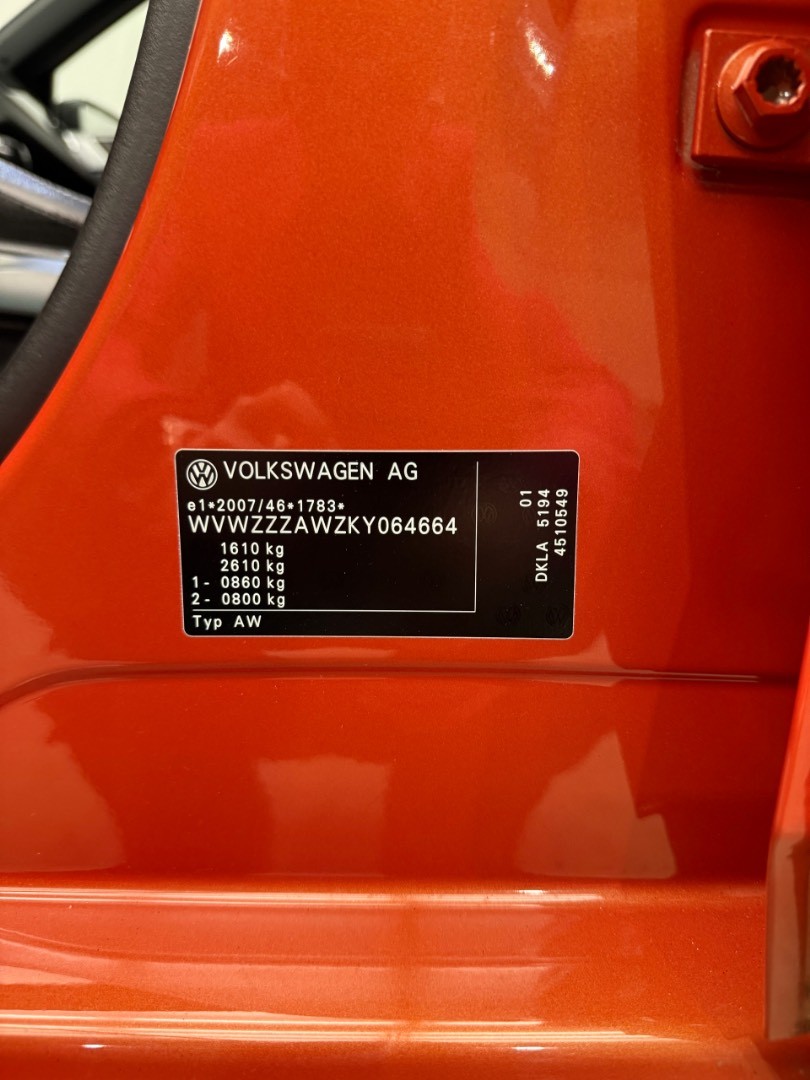 VOLKSWAGEN AG
e1*2007/46*1783*
WVWZZZAWZKY064664
1610 kg
2610 kg
1- 0860 kg
2- 0800 kg
Typ AW
01
DKLA 5194
4510549